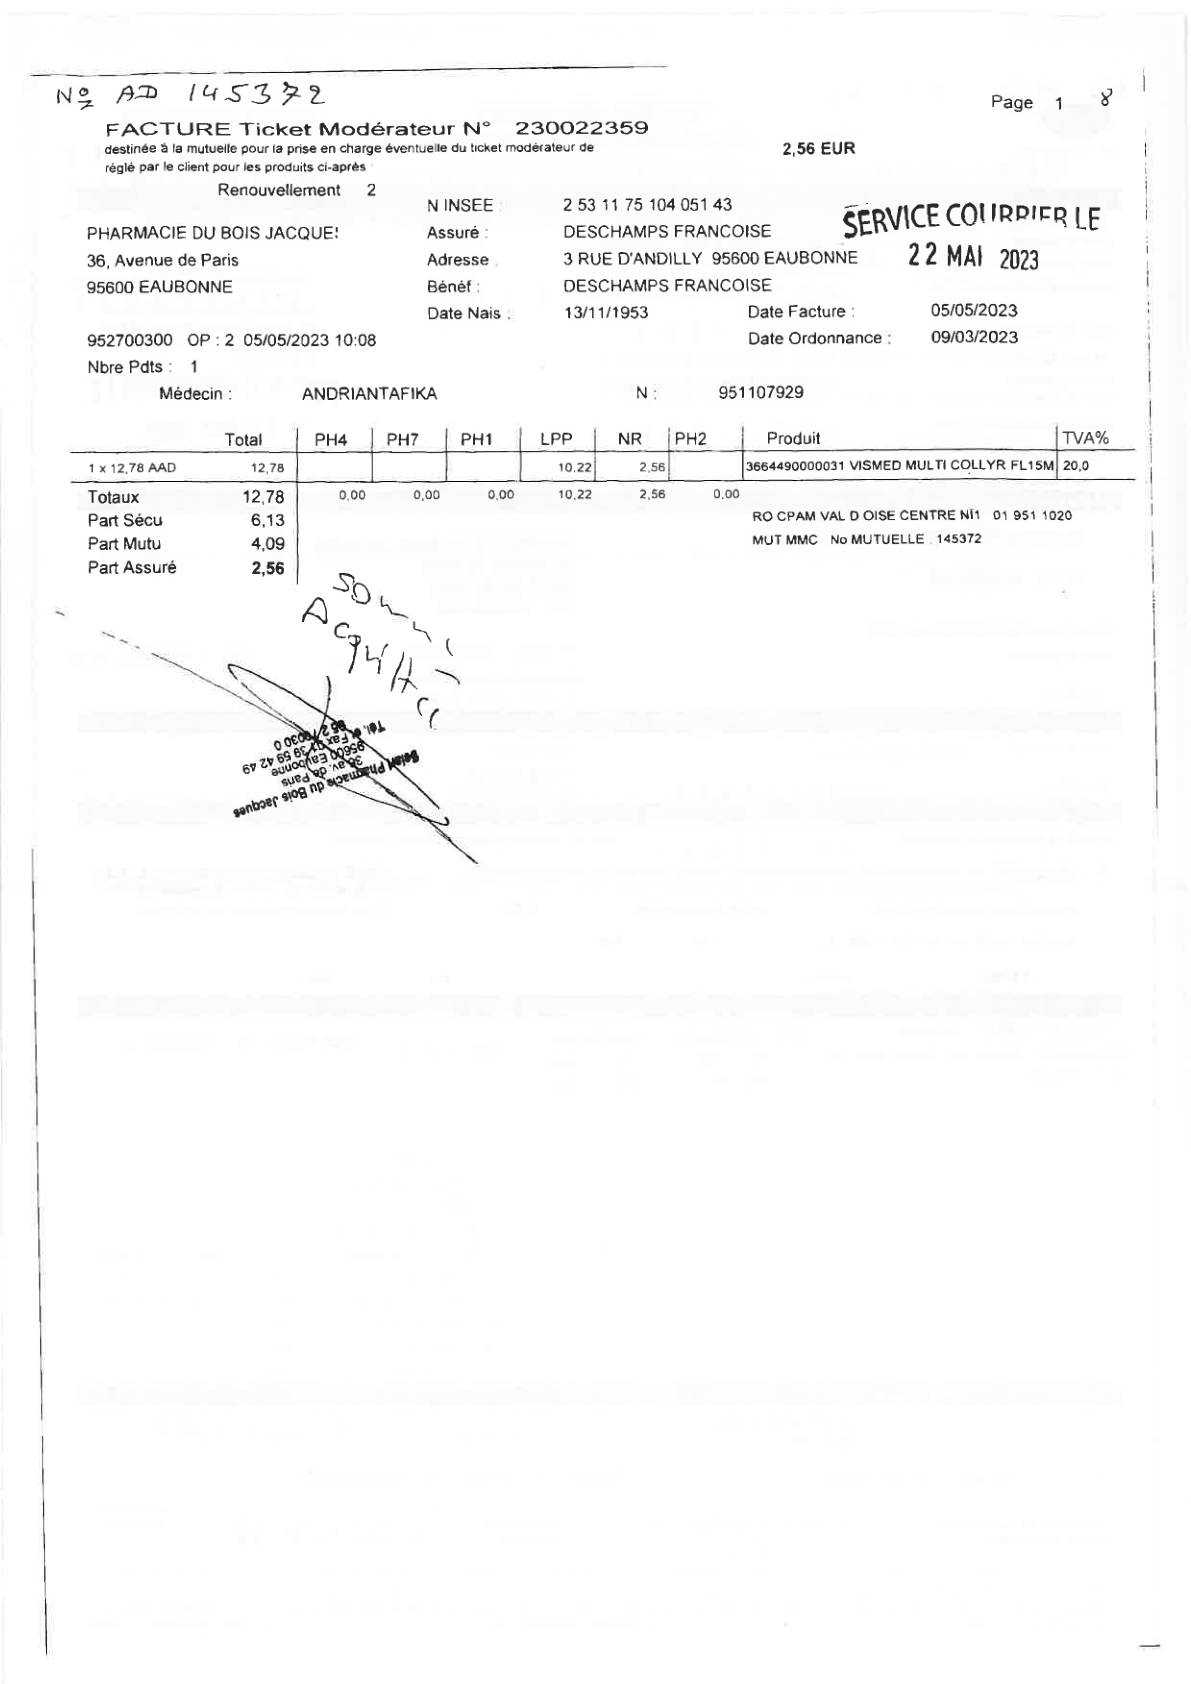 Nº AD 145372
Page 1 8
FACTURE Ticket Modérateur N° 230022359
destinée à la mutuelle pour la prise en charge éventuelle du ticket modérateur de 2,56 EUR
réglé par le client pour les produits ci-après
Renouvellement 2
N INSEE : 2 53 11 75 104 051 43
SERVICE COURRIER LE
PHARMACIE DU BOIS JACQUE! Assuré : DESCHAMPS FRANCOISE
36, Avenue de Paris Adresse 3 RUE D'ANDILLY 95600 EAUBONNE 22 MAI 2023
95600 EAUBONNE Bénéf : DESCHAMPS FRANCOISE
Date Nais : 13/11/1953 Date Facture : 05/05/2023
952700300 OP : 2 05/05/2023 10:08 Date Ordonnance : 09/03/2023
Nbre Pdts : 1
Médecin : ANDRIANTAFIKA N : 951107929
Total PH4 PH7 PH1 LPP NR PH2 Produit TVA%
1 x 12,78 AAD 12,78 10,22 2,56 3664490000031 VISMED MULTI COLLYR FL15M 20,0
Totaux 12,78 0,00 0,00 0,00 10,22 2,56 0,00
Part Sécu 6,13 RO CPAM VAL D OISE CENTRE Nÿ1 01 951 1020
Part Mutu 4,09 MUT MMC No MUTUELLE . 145372
Part Assuré 2,56
Acquittée
Pharmacie du Bois Jacques
36 av. de Paris
95600 Eaubonne
Tél. et Fax 01 39 59 42 49